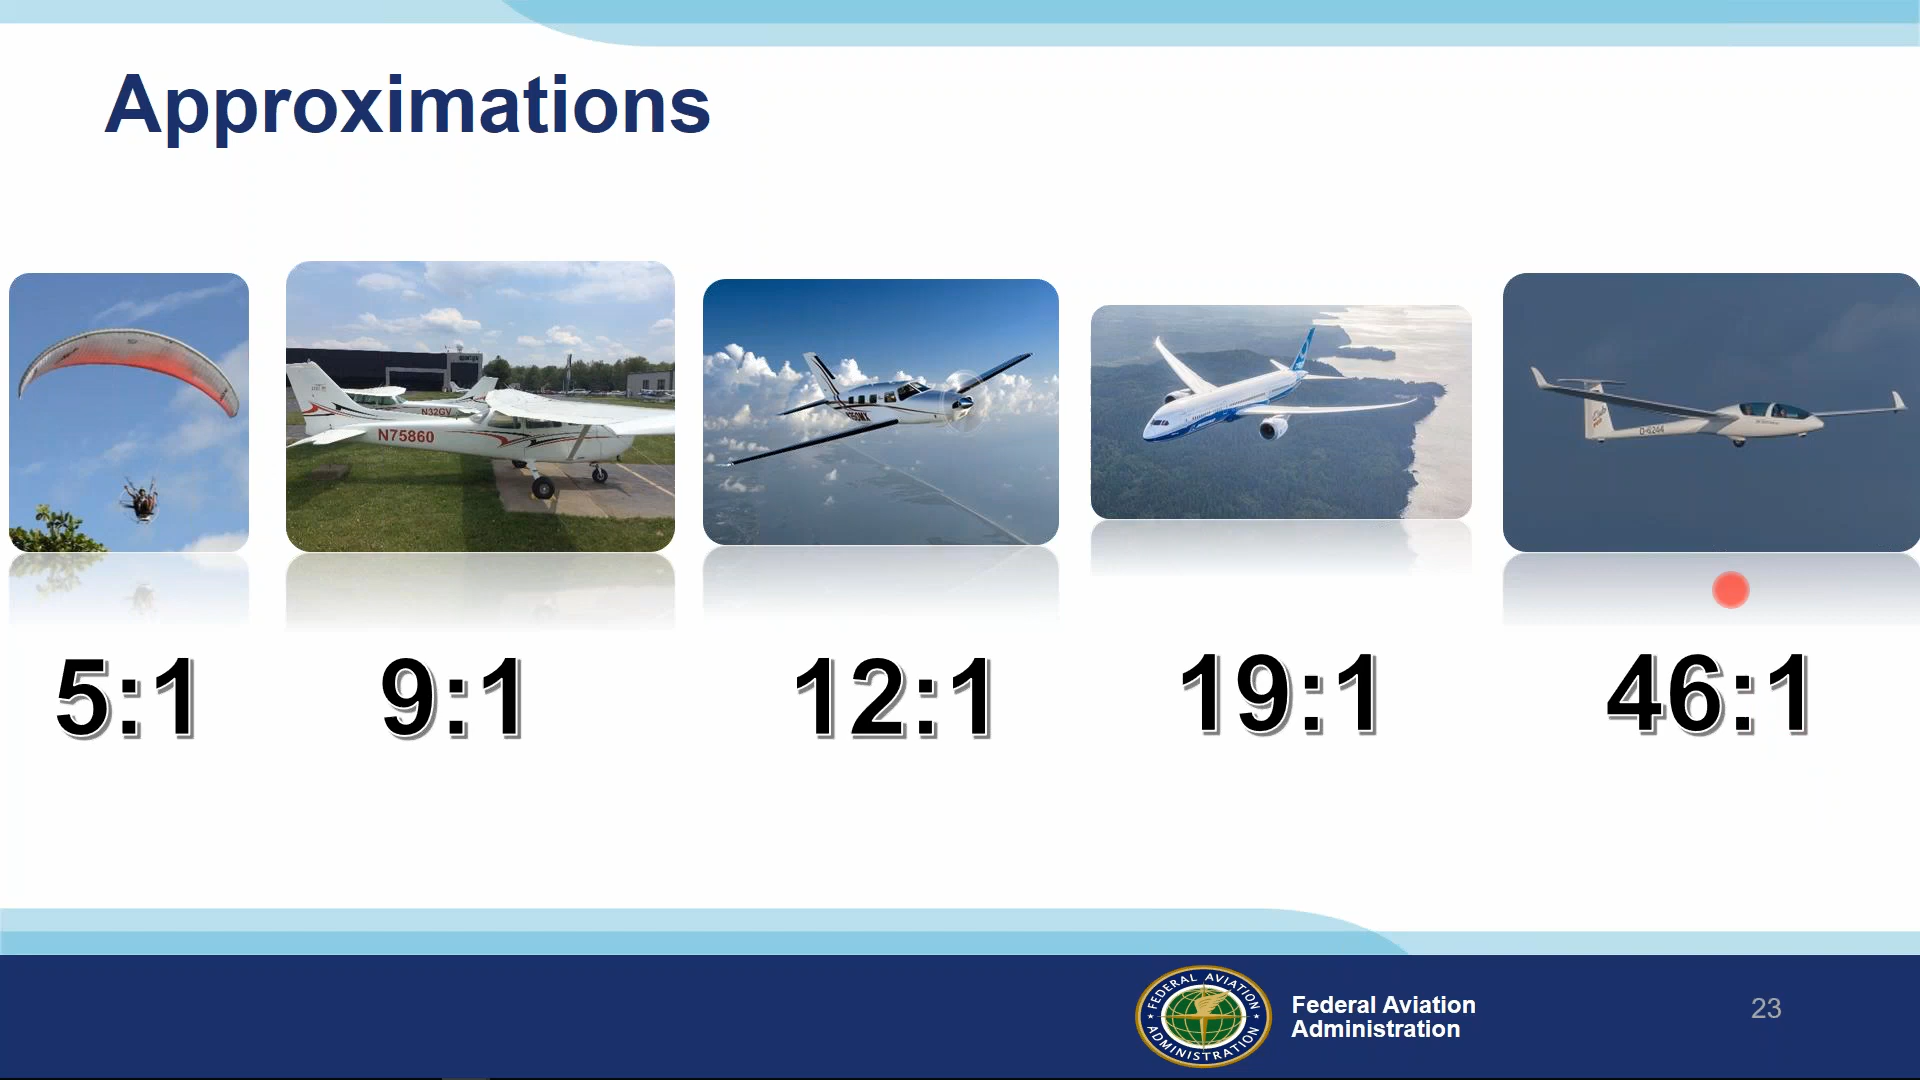 Approximations
N32GV
N75860
D-6244
5:1
9:1
12:1
19:1
46:1
FEDERAL AVIATION
ADMINISTRATION
Federal Aviation
Administration
23